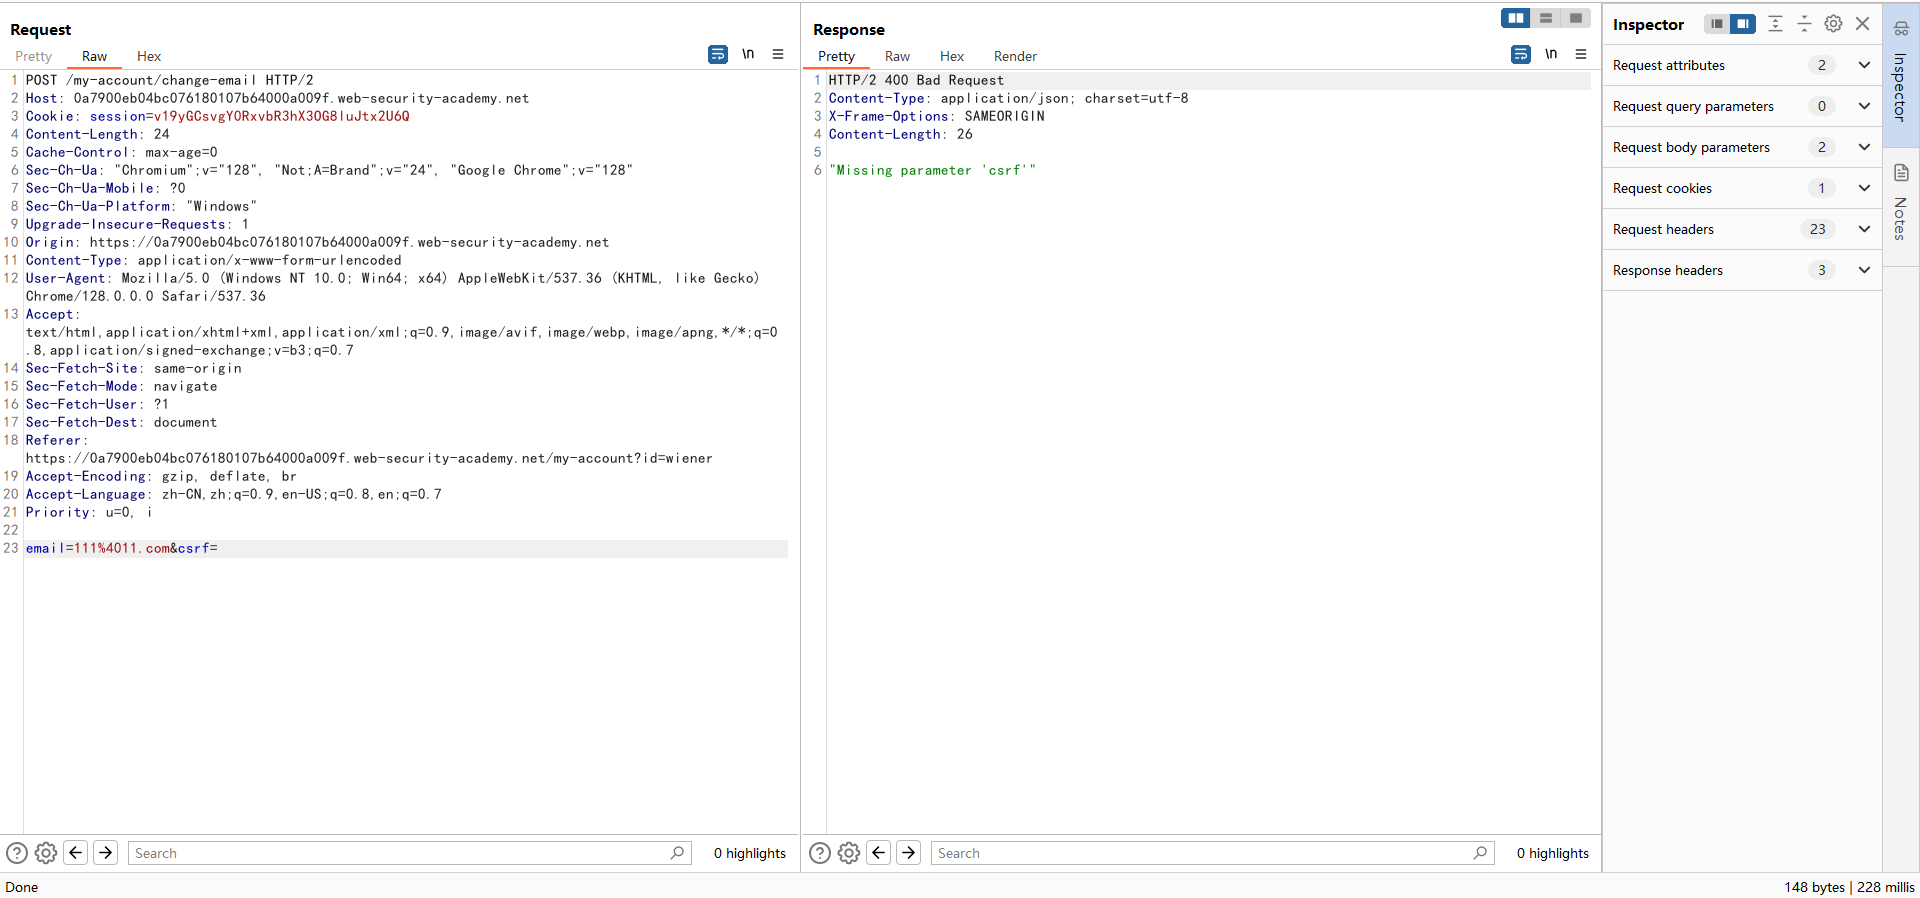 Request
Pretty Raw Hex \n
1 POST /my-account/change-email HTTP/2
2 Host: 0a7900eb04bc076180107b64000a009f.web-security-academy.net
3 Cookie: session=v19yGCsvgYORxvbR3hX3OG8IuJtx2U6Q
4 Content-Length: 24
5 Cache-Control: max-age=0
6 Sec-Ch-Ua: "Chromium";v="128", "Not;A=Brand";v="24", "Google Chrome";v="128"
7 Sec-Ch-Ua-Mobile: ?0
8 Sec-Ch-Ua-Platform: "Windows"
9 Upgrade-Insecure-Requests: 1
10 Origin: https://0a7900eb04bc076180107b64000a009f.web-security-academy.net
11 Content-Type: application/x-www-form-urlencoded
12 User-Agent: Mozilla/5.0 (Windows NT 10.0; Win64; x64) AppleWebKit/537.36 (KHTML, like Gecko)
Chrome/128.0.0.0 Safari/537.36
13 Accept:
text/html,application/xhtml+xml,application/xml;q=0.9,image/avif,image/webp,image/apng,*/*;q=0
.8,application/signed-exchange;v=b3;q=0.7
14 Sec-Fetch-Site: same-origin
15 Sec-Fetch-Mode: navigate
16 Sec-Fetch-User: ?1
17 Sec-Fetch-Dest: document
18 Referer:
https://0a7900eb04bc076180107b64000a009f.web-security-academy.net/my-account?id=wiener
19 Accept-Encoding: gzip, deflate, br
20 Accept-Language: zh-CN,zh;q=0.9,en-US;q=0.8,en;q=0.7
21 Priority: u=0, i
22
23 email=111%4011.com&csrf=
Search 0 highlights
Response
Pretty Raw Hex Render \n
1 HTTP/2 400 Bad Request
2 Content-Type: application/json; charset=utf-8
3 X-Frame-Options: SAMEORIGIN
4 Content-Length: 26
5
6 "Missing parameter 'csrf'"
Search 0 highlights
Inspector
Request attributes 2
Request query parameters 0
Request body parameters 2
Request cookies 1
Request headers 23
Response headers 3
Inspector
Notes
Done 148 bytes | 228 millis